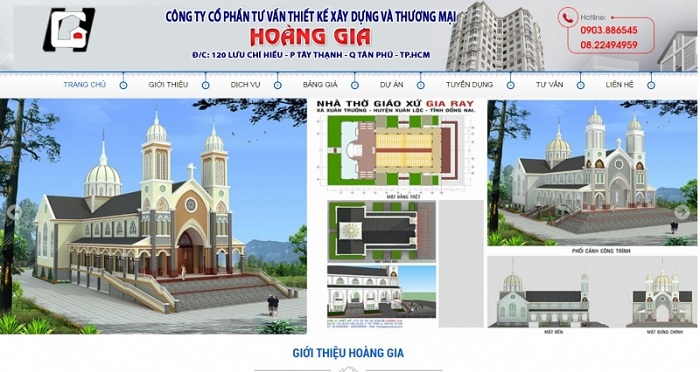 CÔNG TY CỔ PHẦN TƯ VẤN THIẾT KẾ XÂY DỰNG VÀ THƯƠNG MẠI
HOÀNG GIA
Đ/C: 120 LƯU CHÍ HIẾU - P TÂY THẠNH - Q TÂN PHÚ - TP.HCM
Hotline:
0903.886545
08.22494959
TRANG CHỦ
GIỚI THIỆU
DỊCH VỤ
BẢNG GIÁ
DỰ ÁN
TUYỂN DỤNG
TƯ VẤN
LIÊN HỆ
NHÀ THỜ GIÁO XỨ GIA RAY
XÃ XUÂN TRƯỜNG - HUYỆN XUÂN LỘC - TỈNH ĐỒNG NAI.
MẶT BẰNG TRỆT
PHỐI CẢNH CÔNG TRÌNH
MẶT BÊN
MẶT ĐỨNG CHÍNH
GIỚI THIỆU HOÀNG GIA